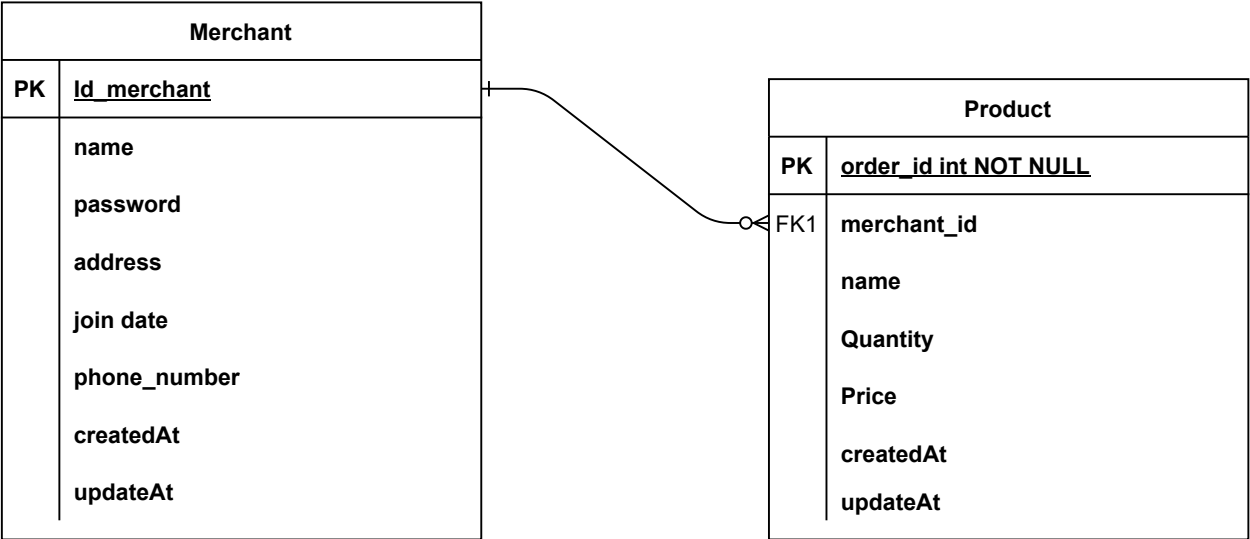 Merchant
PK Id_merchant
name
password
address
join date
phone_number
createdAt
updateAt
Product
PK order_id int NOT NULL
FK1 merchant_id
name
Quantity
Price
createdAt
updateAt